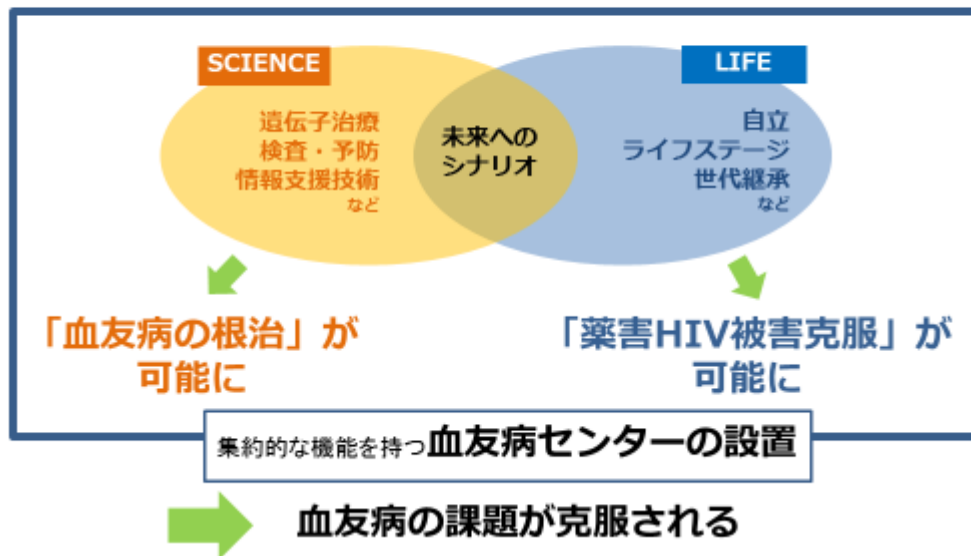 SCIENCE
遺伝子治療
検査・予防
情報支援技術
など
未来への
シナリオ
LIFE
自立
ライフステージ
世代継承
など
「血友病の根治」が
可能に
「薬害HIV被害克服」が
可能に
集約的な機能を持つ血友病センターの設置
血友病の課題が克服される